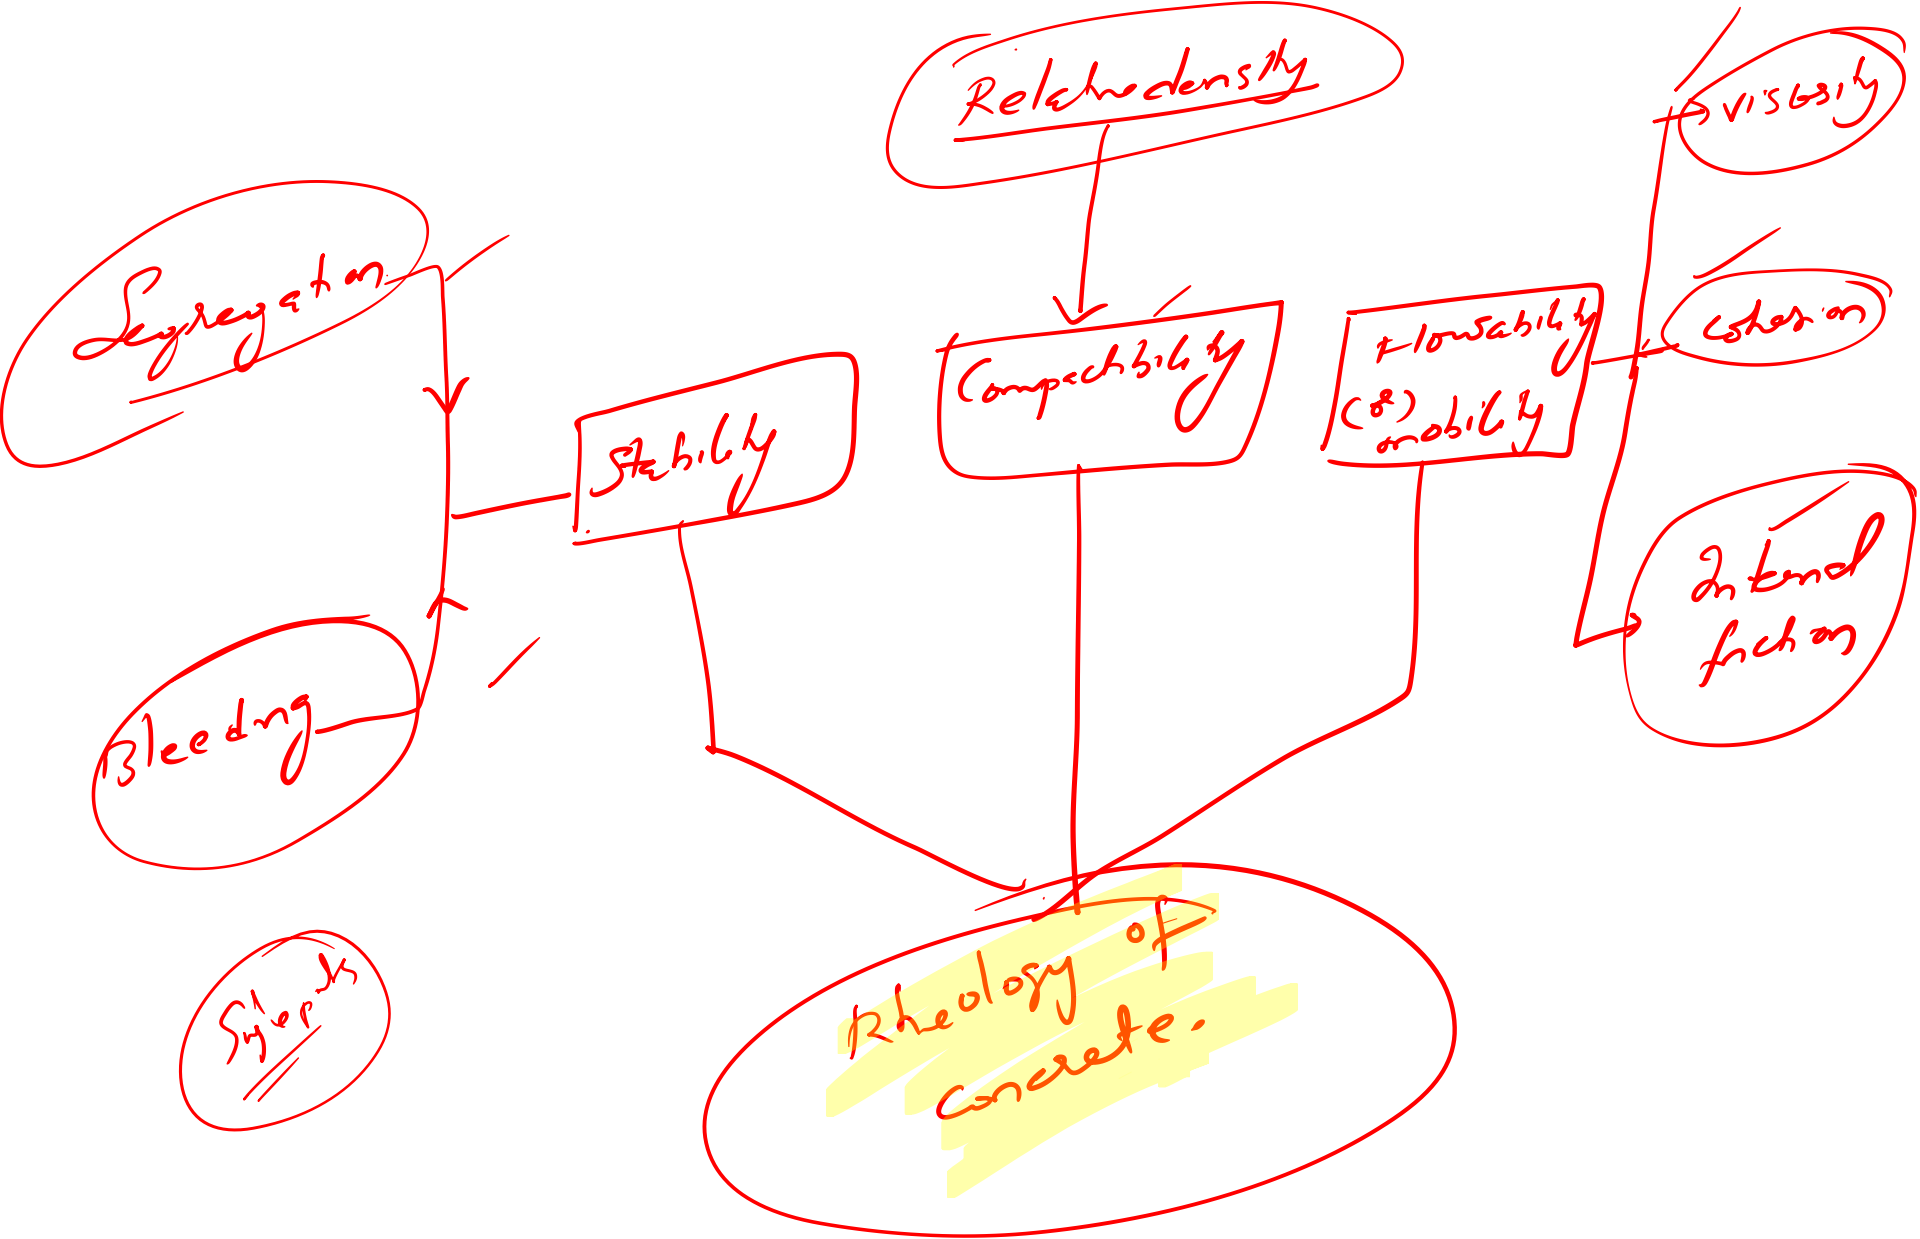 Relative density
Viscosity
Segregation
Cohesion
Compactibility
Flowability
(or)
mobility
Stability
Internal
friction
Bleeding
Rheology of
concrete.